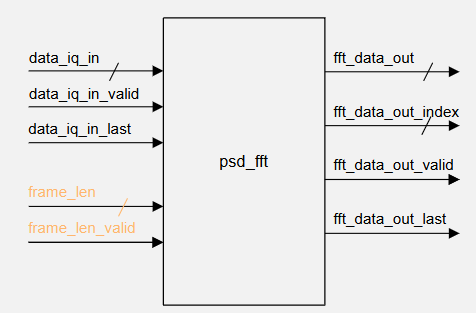 data_iq_in
data_iq_in_valid
data_iq_in_last
frame_len
frame_len_valid
psd_fft
fft_data_out
fft_data_out_index
fft_data_out_valid
fft_data_out_last